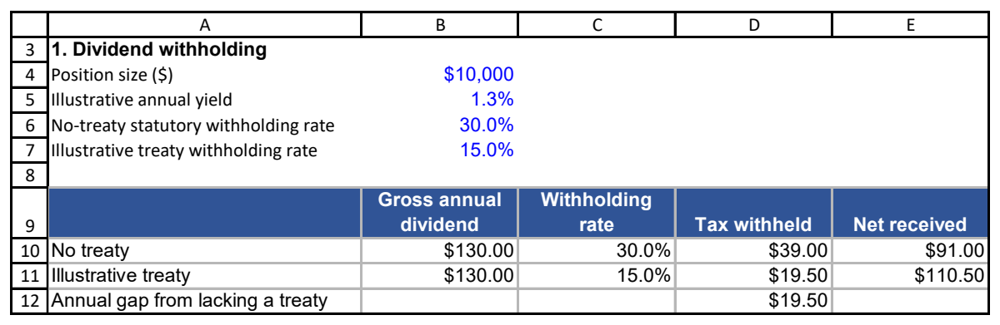 A B C D E
3 1. Dividend withholding
4 Position size ($) $10,000
5 Illustrative annual yield 1.3%
6 No-treaty statutory withholding rate 30.0%
7 Illustrative treaty withholding rate 15.0%
8
Gross annual Withholding
9 dividend rate Tax withheld Net received
10 No treaty $130.00 30.0% $39.00 $91.00
11 Illustrative treaty $130.00 15.0% $19.50 $110.50
12 Annual gap from lacking a treaty $19.50